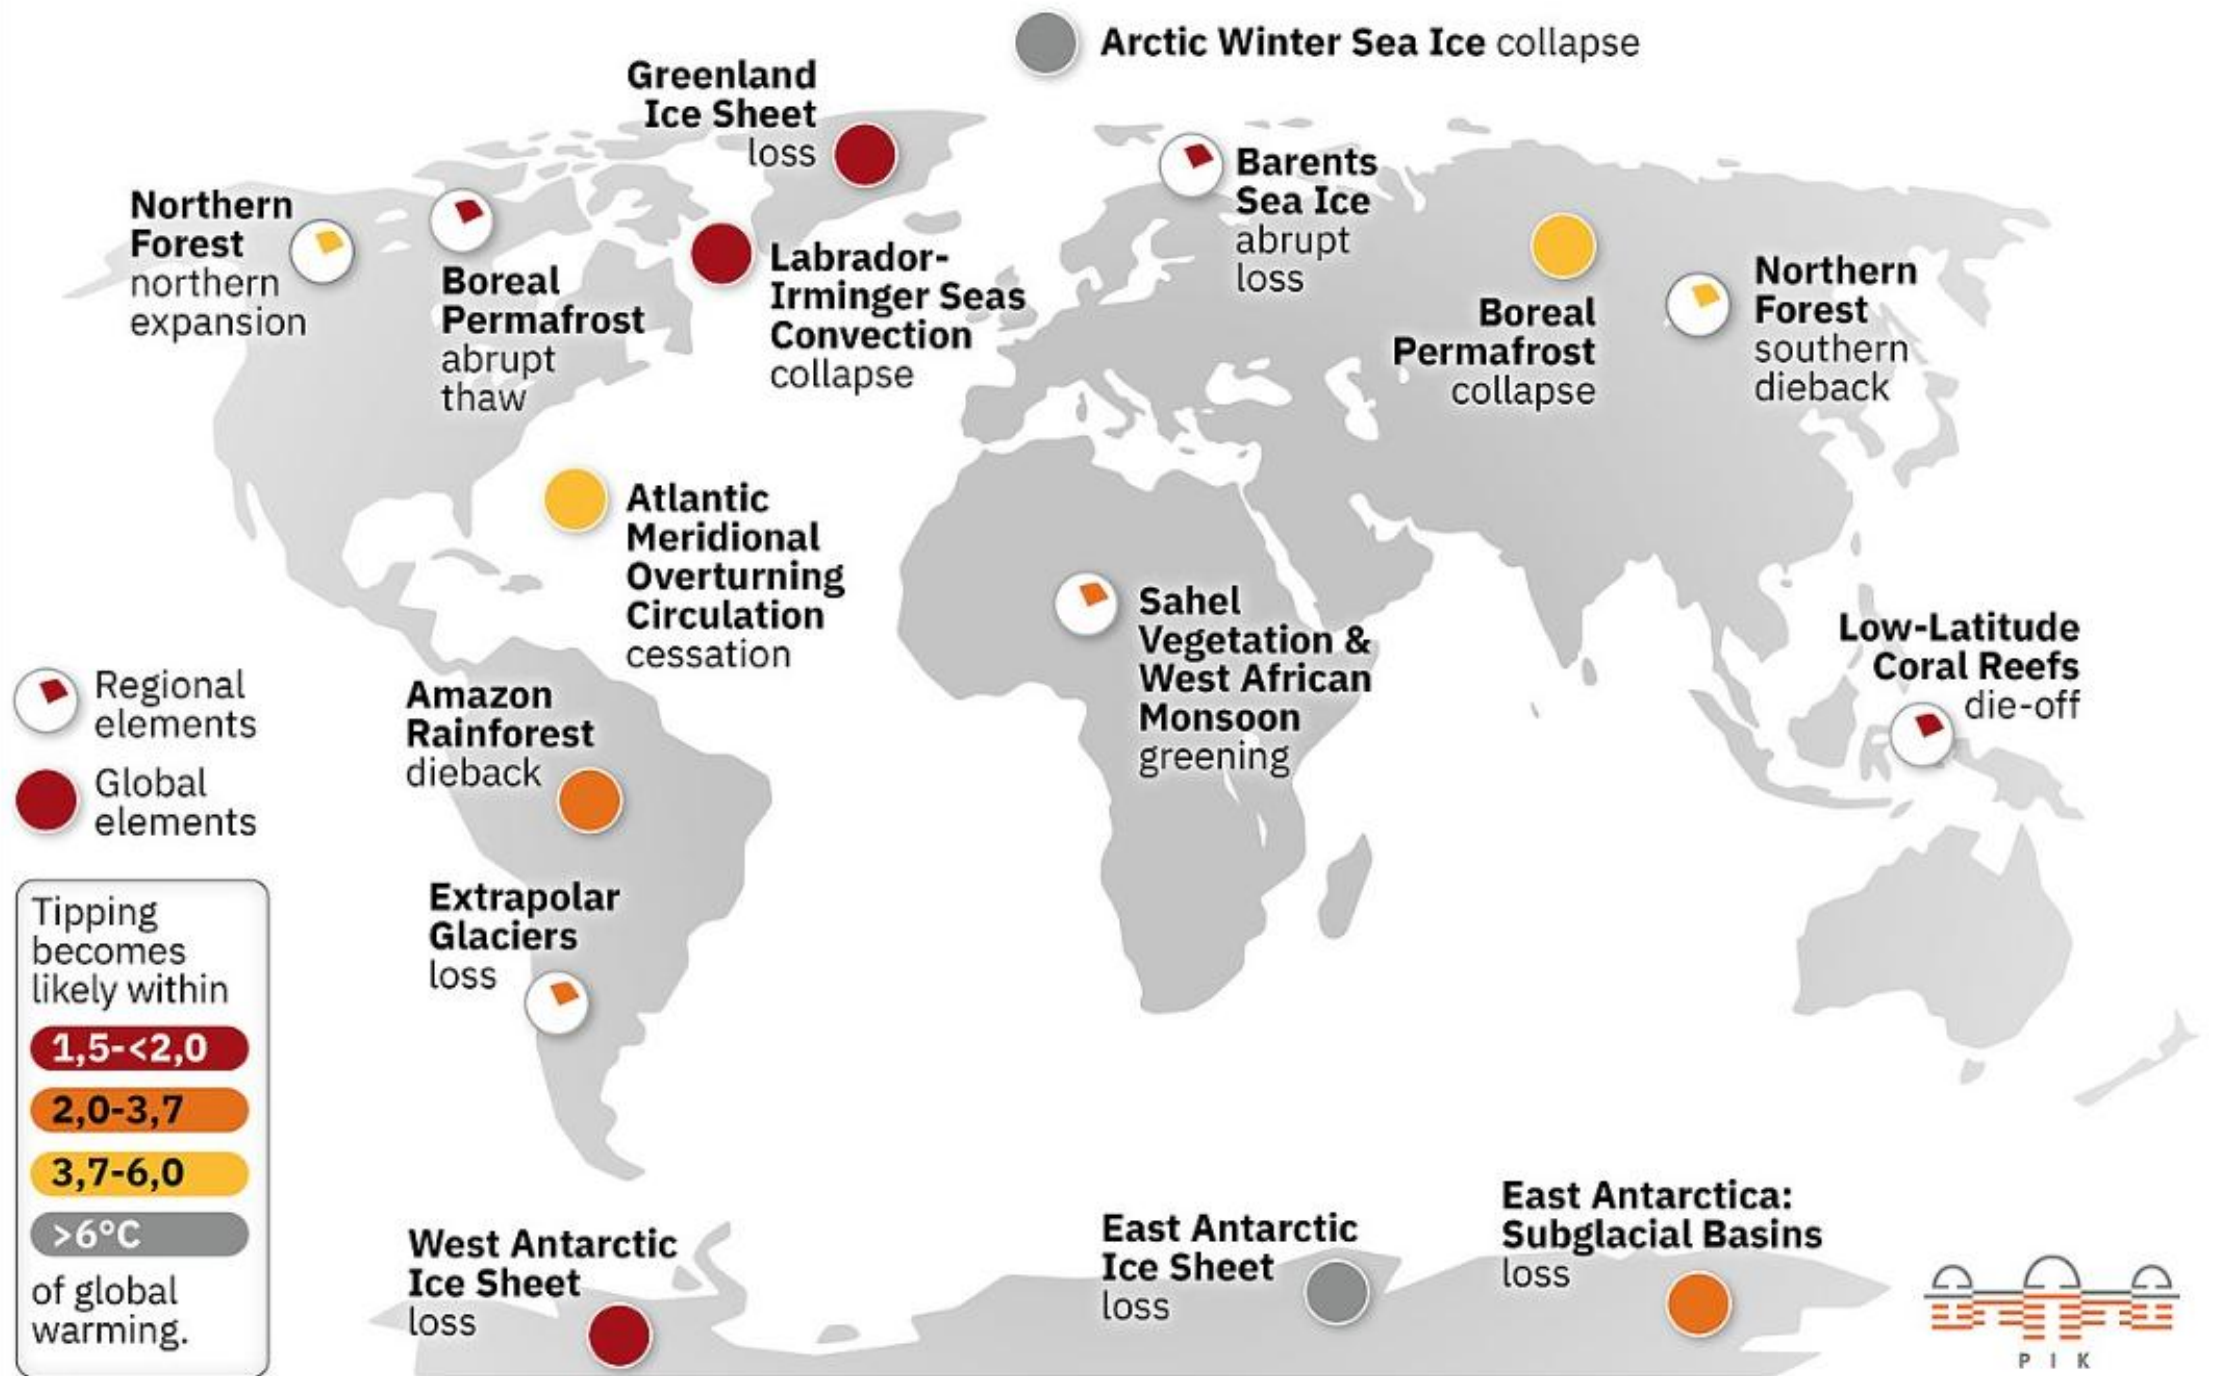 Arctic Winter Sea Ice collapse
Greenland
Ice Sheet
loss
Barents
Sea Ice
abrupt
loss
Northern
Forest
northern
expansion
Boreal
Permafrost
abrupt
thaw
Labrador-
Irminger Seas
Convection
collapse
Boreal
Permafrost
collapse
Northern
Forest
southern
dieback
Atlantic
Meridional
Overturning
Circulation
cessation
Sahel
Vegetation &
West African
Monsoon
greening
Low-Latitude
Coral Reefs
die-off
Regional
elements
Global
elements
Amazon
Rainforest
dieback
Extrapolar
Glaciers
loss
Tipping
becomes
likely within
1,5-<2,0
2,0-3,7
3,7-6,0
>6°C
of global
warming.
West Antarctic
Ice Sheet
loss
East Antarctic
Ice Sheet
loss
East Antarctica:
Subglacial Basins
loss
P I K